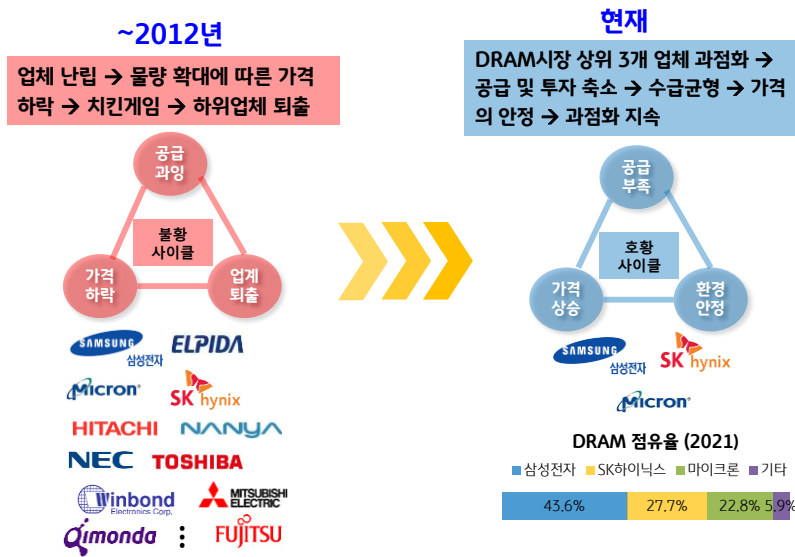 ~2012년
업체 난립 → 물량 확대에 따른 가격
하락 → 치킨게임 → 하위업체 퇴출
공급
과잉
불황
사이클
가격
하락
업계
퇴출
SAMSUNG
삼성전자
ELPIDA
Micron
SK hynix
HITACHI
NANYA
NEC
TOSHIBA
Winbond
Electronics Corp.
MITSUBISHI
ELECTRIC
Qimonda
FUJITSU
현재
DRAM시장 상위 3개 업체 과점화 →
공급 및 투자 축소 → 수급균형 → 가격
의 안정 → 과점화 지속
공급
부족
호황
사이클
가격
상승
환경
안정
SAMSUNG
삼성전자
SK hynix
Micron
DRAM 점유율 (2021)
삼성전자 SK하이닉스 마이크론 기타
43.6% 27.7% 22.8% 5.9%